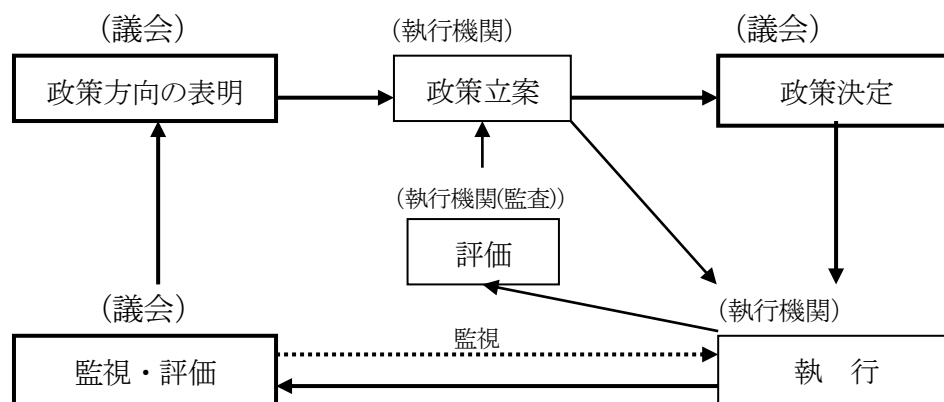 (議会)
(執行機関)
(議会)
政策方向の表明
政策立案
政策決定
(執行機関(監査))
評価
(議会)
(執行機関)
監視
監視・評価
執　行